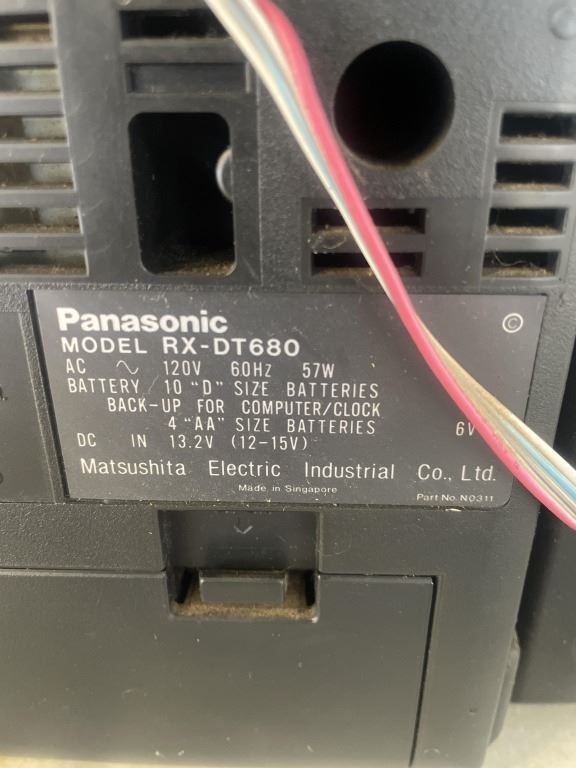 Panasonic
MODEL RX-DT680
AC ~ 120V 60Hz 57W
BATTERY 10 "D" SIZE BATTERIES
BACK-UP FOR COMPUTER/CLOCK
4 "AA" SIZE BATTERIES 6V
DC IN 13.2V (12-15V)
Matsushita Electric Industrial Co., Ltd.
Made in Singapore
Part No. N0311
©